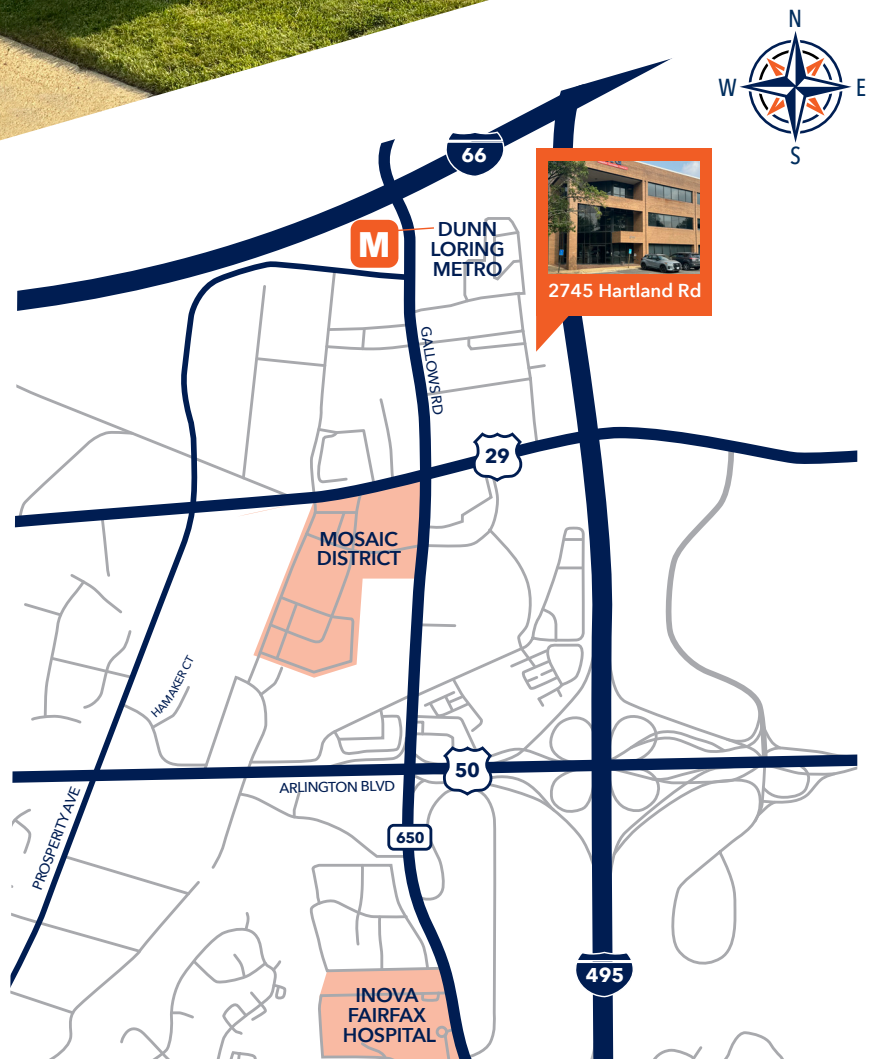 N
W
E
S
66
M
DUNN
LORING
METRO
2745 Hartland Rd
GALLOWS RD
29
MOSAIC
DISTRICT
HAMAKER CT
50
ARLINGTON BLVD
PROSPERITY AVE
650
495
INOVA
FAIRFAX
HOSPITAL